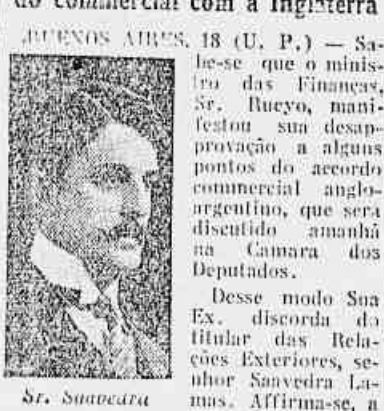 do commercial com a Inglaterra
BUENOS AIRES, 18 (U. P.) — Sa-
be-se que o minis-
tro das Finanças,
Sr. Hueyo, mani-
festou sua desap-
provação a alguns
pontos do accordo
commercial anglo-
argentino, que será
discutido amanhã
na Camara dos
Deputados.
Desse modo Sua
Ex. discorda do
titular das Rela-
ções Exteriores, se-
nhor Saavedra La-
mas. Affirma-se, a
Sr. Saavedra